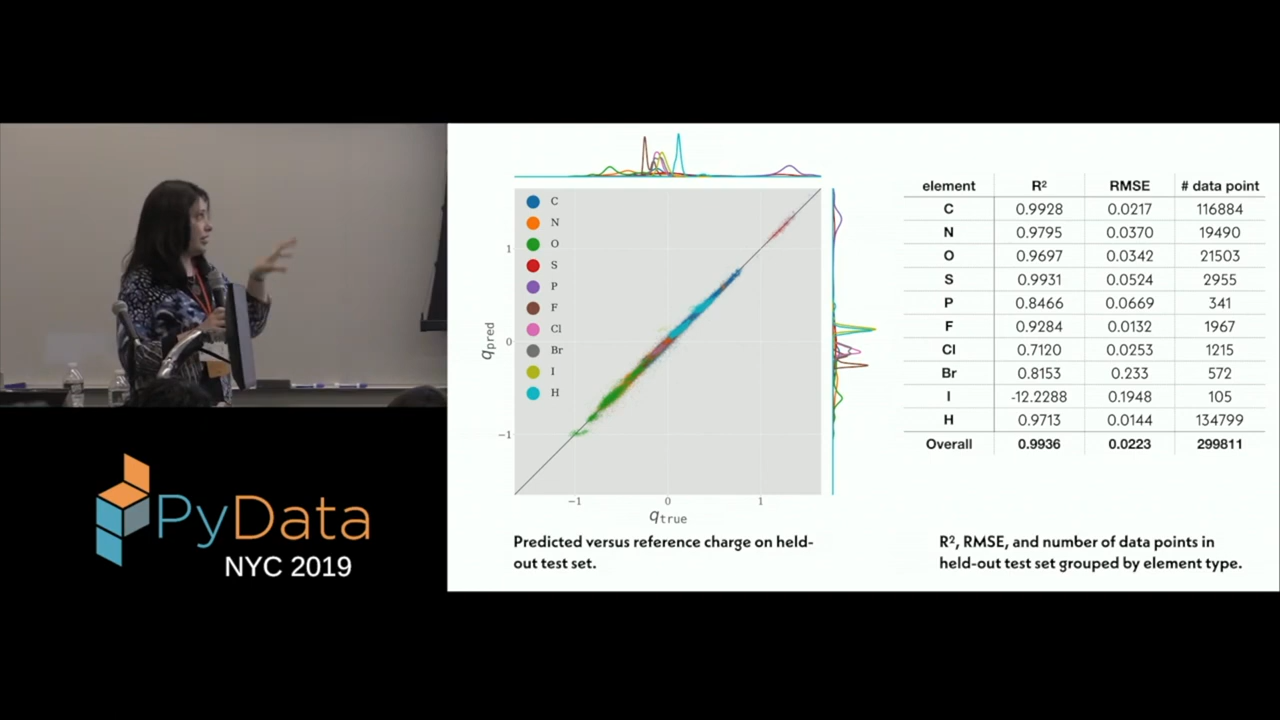 C
N
O
S
P
F
Cl
Br
I
H
1
0
−1
qpred
−1 0 1
qtrue
Predicted versus reference charge on held-
out test set.
element R² RMSE # data point
C 0.9928 0.0217 116884
N 0.9795 0.0370 19490
O 0.9697 0.0342 21503
S 0.9931 0.0524 2955
P 0.8466 0.0669 341
F 0.9284 0.0132 1967
Cl 0.7120 0.0253 1215
Br 0.8153 0.233 572
I -12.2288 0.1948 105
H 0.9713 0.0144 134799
Overall 0.9936 0.0223 299811
R², RMSE, and number of data points in
held-out test set grouped by element type.
PyData
NYC 2019